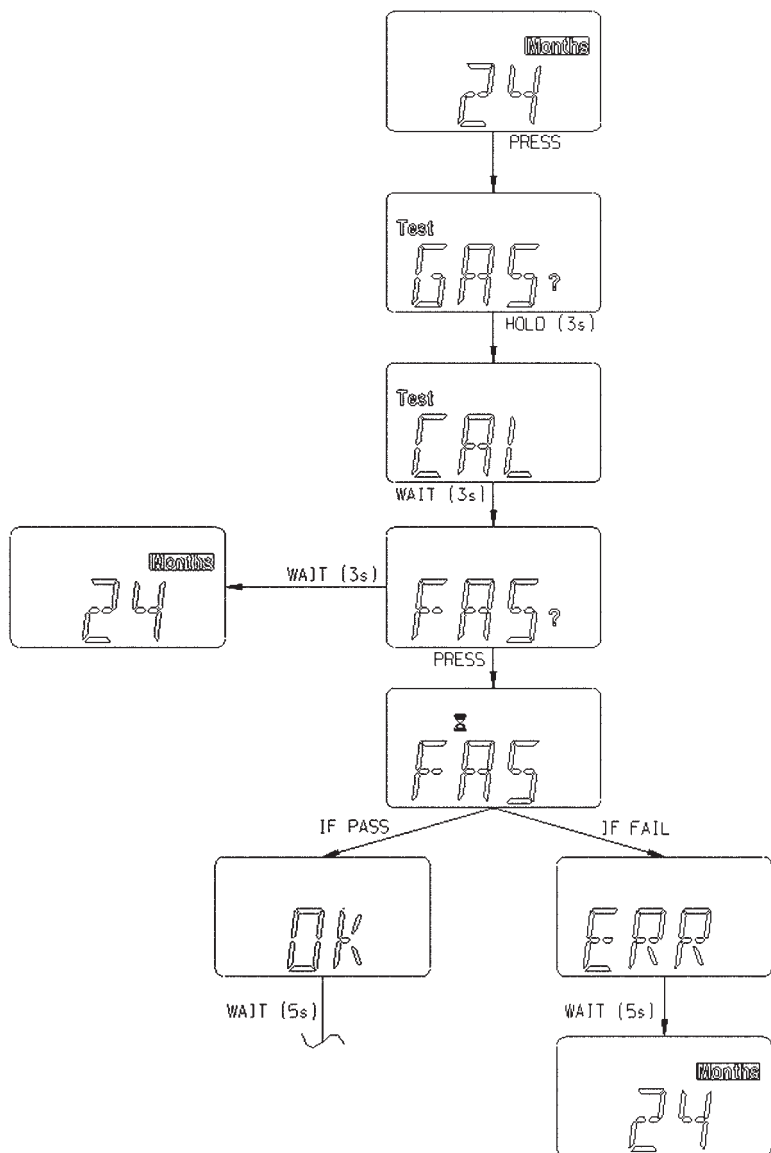 Months
24
PRESS
Test
GAS?
HOLD (3s)
Test
CAL
WAIT (3s)
Months
24
WAIT (3s)
FAS?
PRESS
FAS
IF PASS
IF FAIL
OK
ERR
WAIT (5s)
WAIT (5s)
Months
24